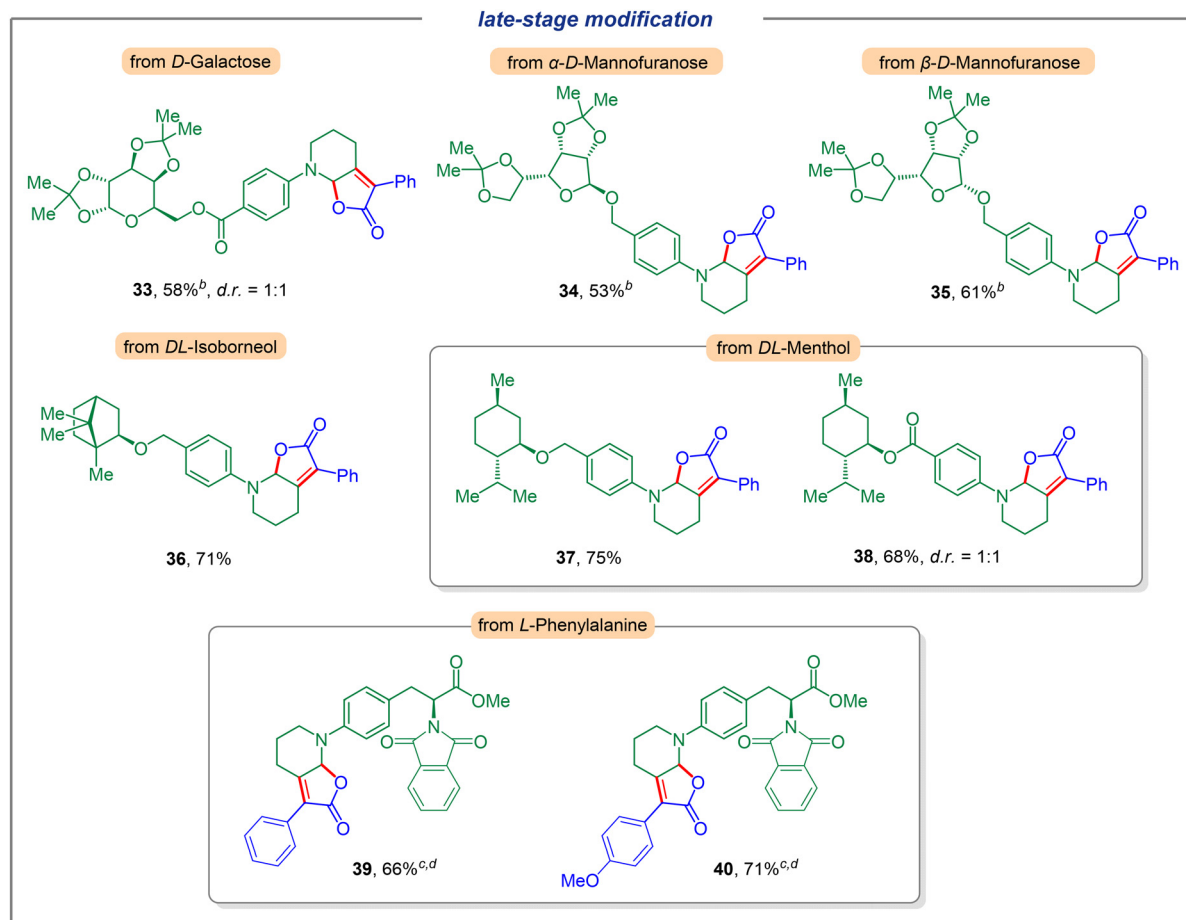 late-stage modification
from D-Galactose
from α-D-Mannofuranose
from β-D-Mannofuranose
Me
Me
O
O
O
O
Me
Me
O
O
O
N
O
O
Ph
33, 58%b, d.r. = 1:1
Me
Me
O
O
Me
Me
O
O
O
O
O
O
N
Ph
34, 53%b
Me
Me
O
O
Me
Me
O
O
O
O
O
O
N
Ph
35, 61%b
from DL-Isoborneol
from DL-Menthol
Me
Me
Me
O
O
O
N
Ph
36, 71%
Me
O
Me
Me
O
O
N
Ph
37, 75%
Me
O
O
Me
Me
O
O
N
Ph
38, 68%, d.r. = 1:1
from L-Phenylalanine
O
OMe
N
N
O
O
O
O
39, 66%c,d
O
OMe
N
N
O
O
O
O
MeO
40, 71%c,d